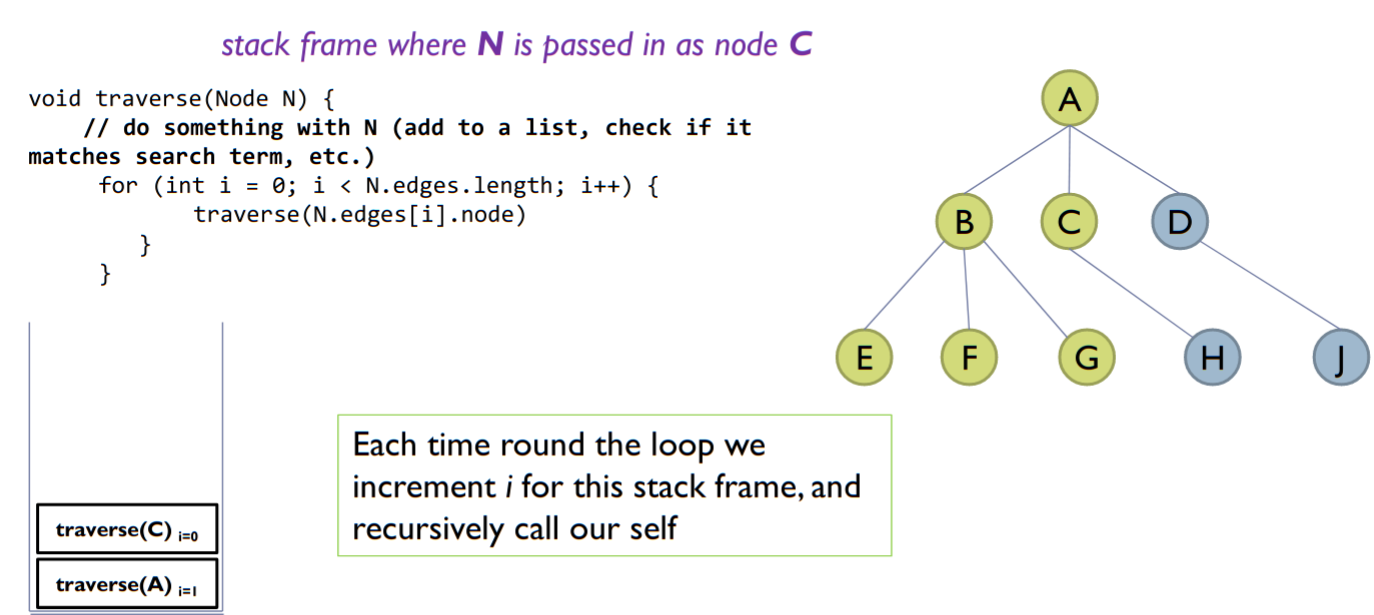 stack frame where N is passed in as node C
void traverse(Node N) {
// do something with N (add to a list, check if it
matches search term, etc.)
for (int i = 0; i < N.edges.length; i++) {
traverse(N.edges[i].node)
}
}
A
B C D
E F G H J
Each time round the loop we
increment i for this stack frame, and
recursively call our self
traverse(C) i=0
traverse(A) i=1